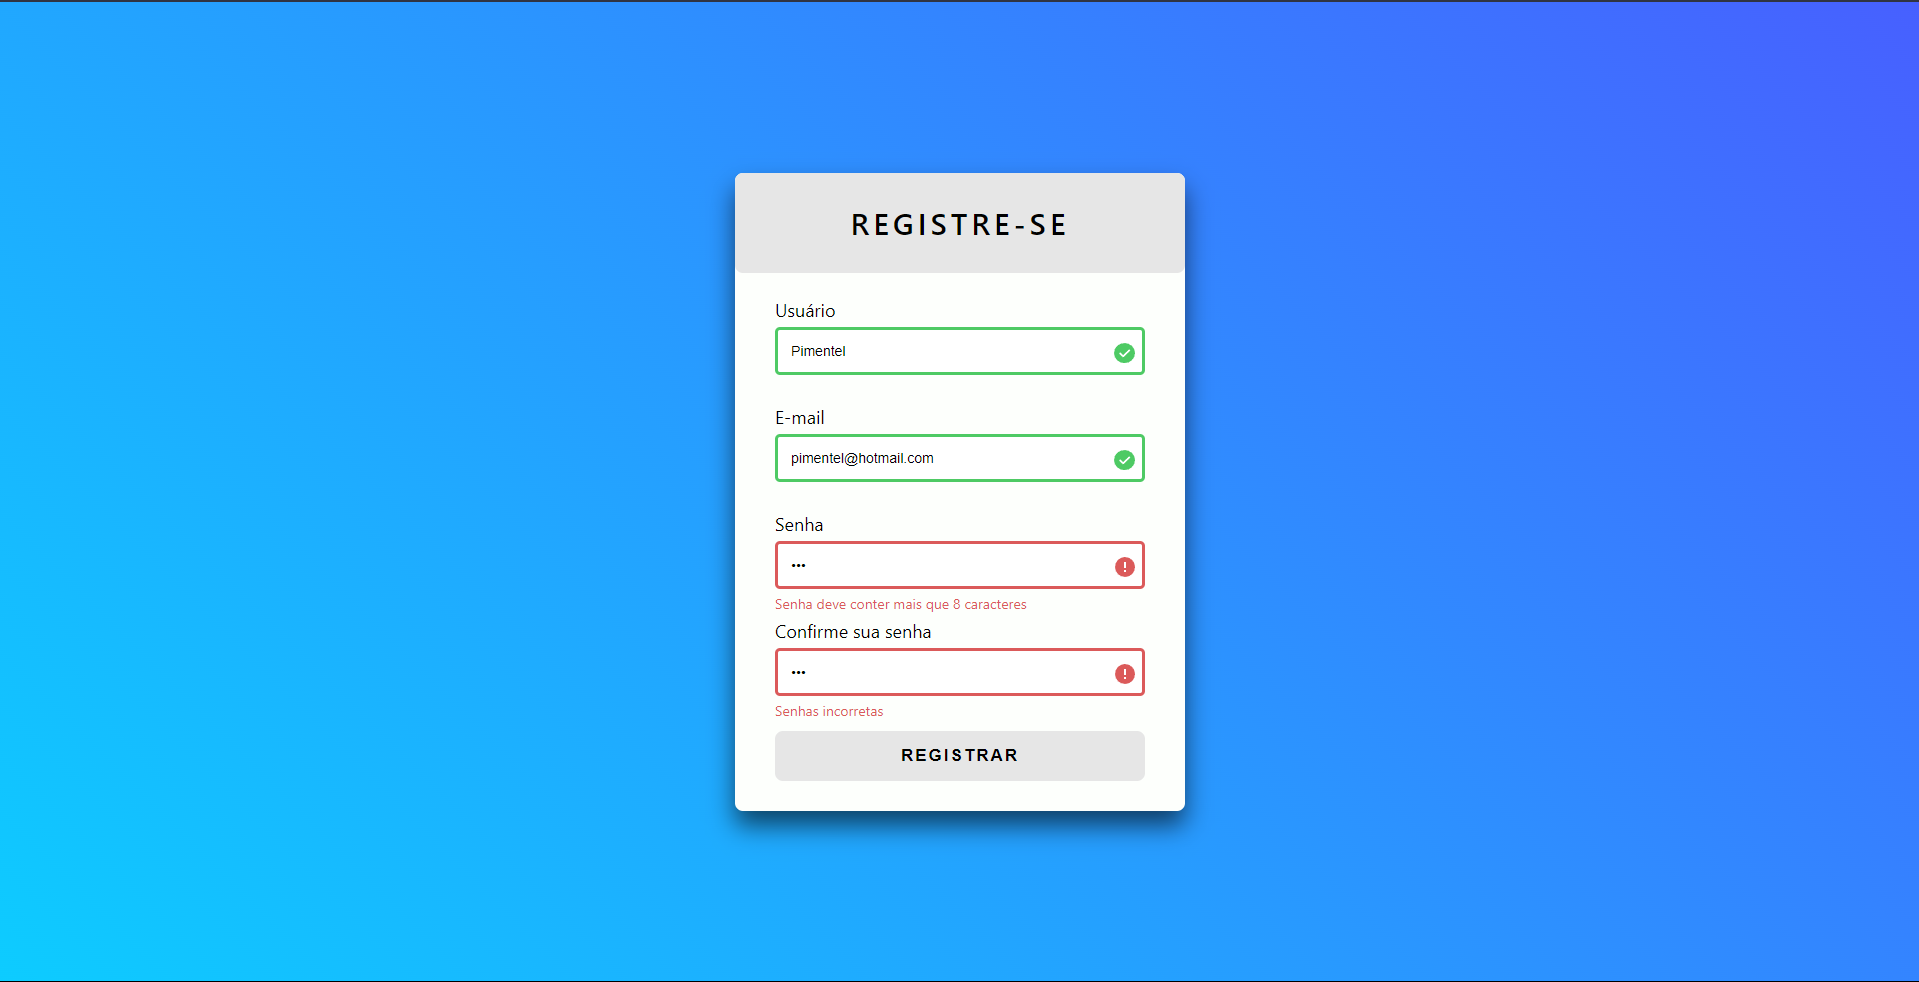 REGISTRE-SE
Usuário
Pimentel
E-mail
pimentel@hotmail.com
Senha
•••
Senha deve conter mais que 8 caracteres
Confirme sua senha
•••
Senhas incorretas
REGISTRAR